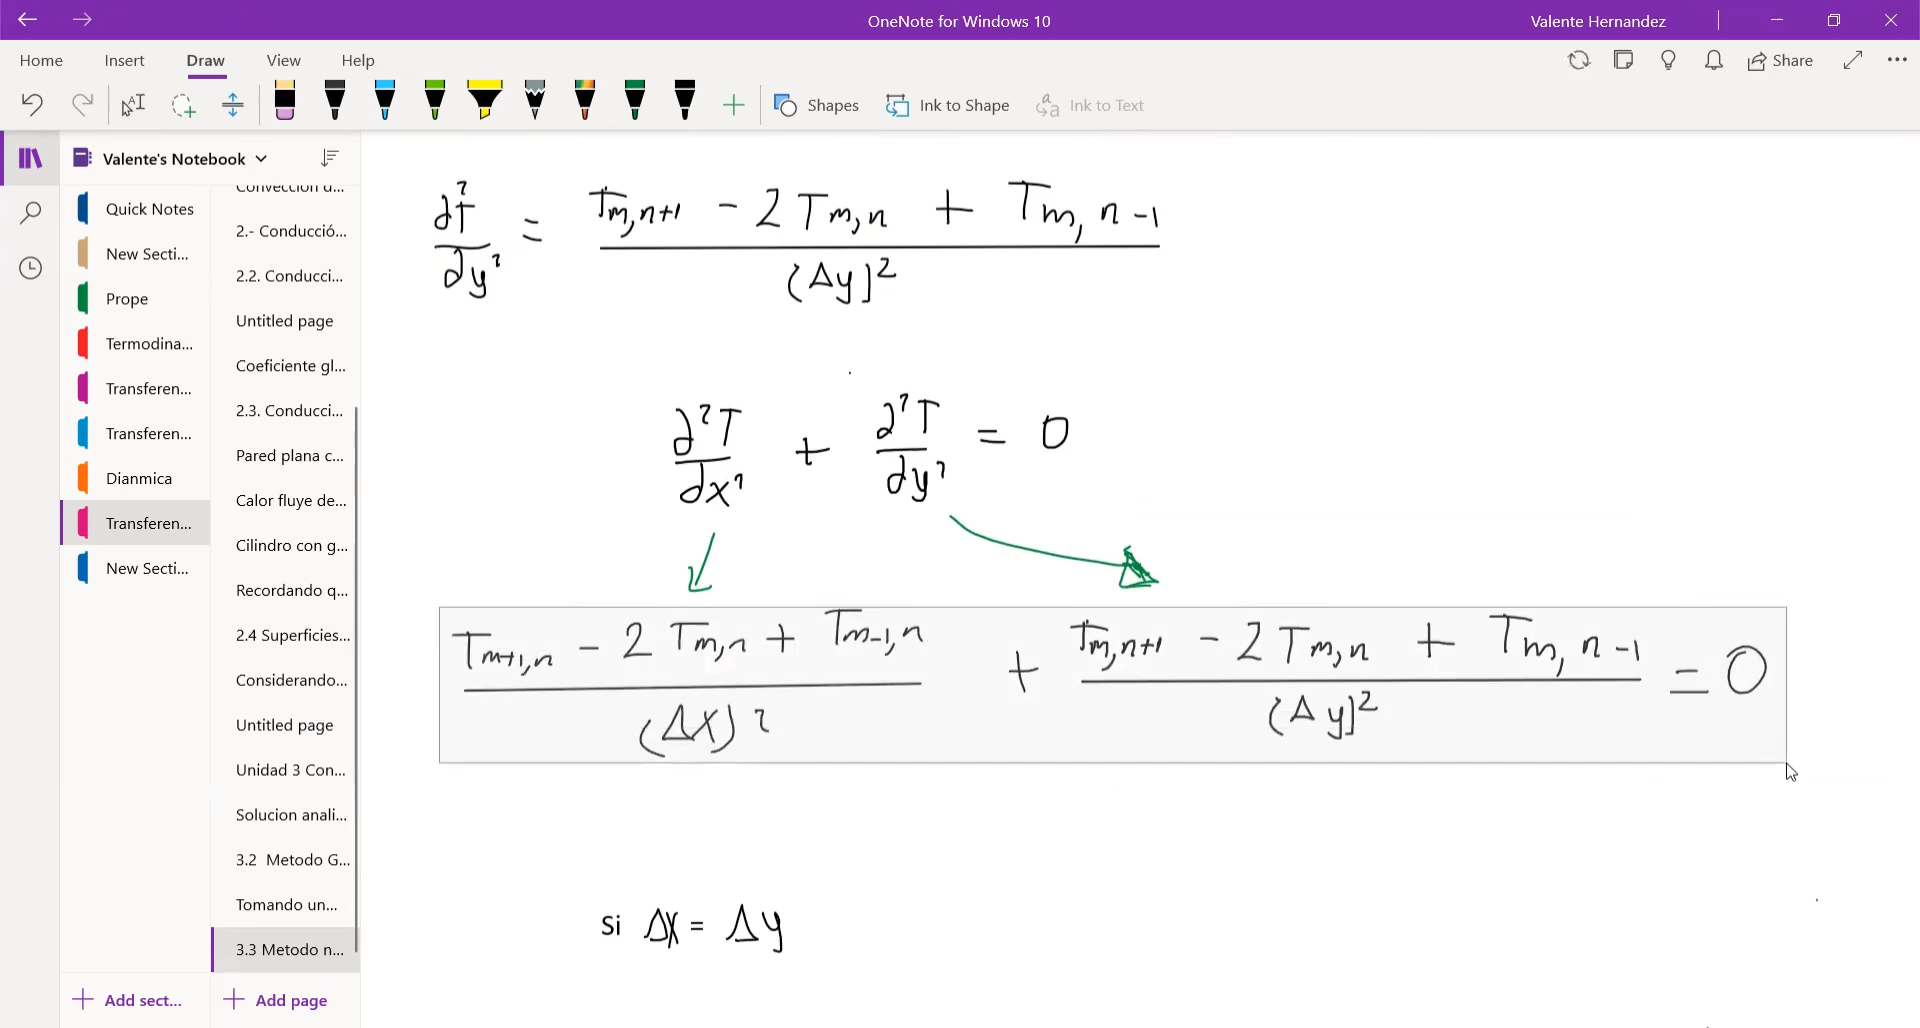 OneNote for Windows 10
Valente Hernandez
Home Insert Draw View Help
Share
Shapes Ink to Shape Ink to Text
Valente's Notebook
Quick Notes
New Secti...
Prope
Termodina...
Transferen...
Transferen...
Dianmica
Transferen...
New Secti...
Add sect...
Conveccion d...
2.- Conducció...
2.2. Conducci...
Untitled page
Coeficiente gl...
2.3. Conducci...
Pared plana c...
Calor fluye de...
Cilindro con g...
Recordando q...
2.4 Superficies...
Considerando...
Untitled page
Unidad 3 Con...
Solucion anali...
3.2 Metodo G...
Tomando un...
3.3 Metodo n...
Add page
∂²T/∂y² = (Tm,n+1 - 2Tm,n + Tm,n-1)/(Δy)²
∂²T/∂x² + ∂²T/∂y² = 0
(Tm+1,n - 2Tm,n + Tm-1,n)/(Δx)² + (Tm,n+1 - 2Tm,n + Tm,n-1)/(Δy)² = 0
si Δx = Δy